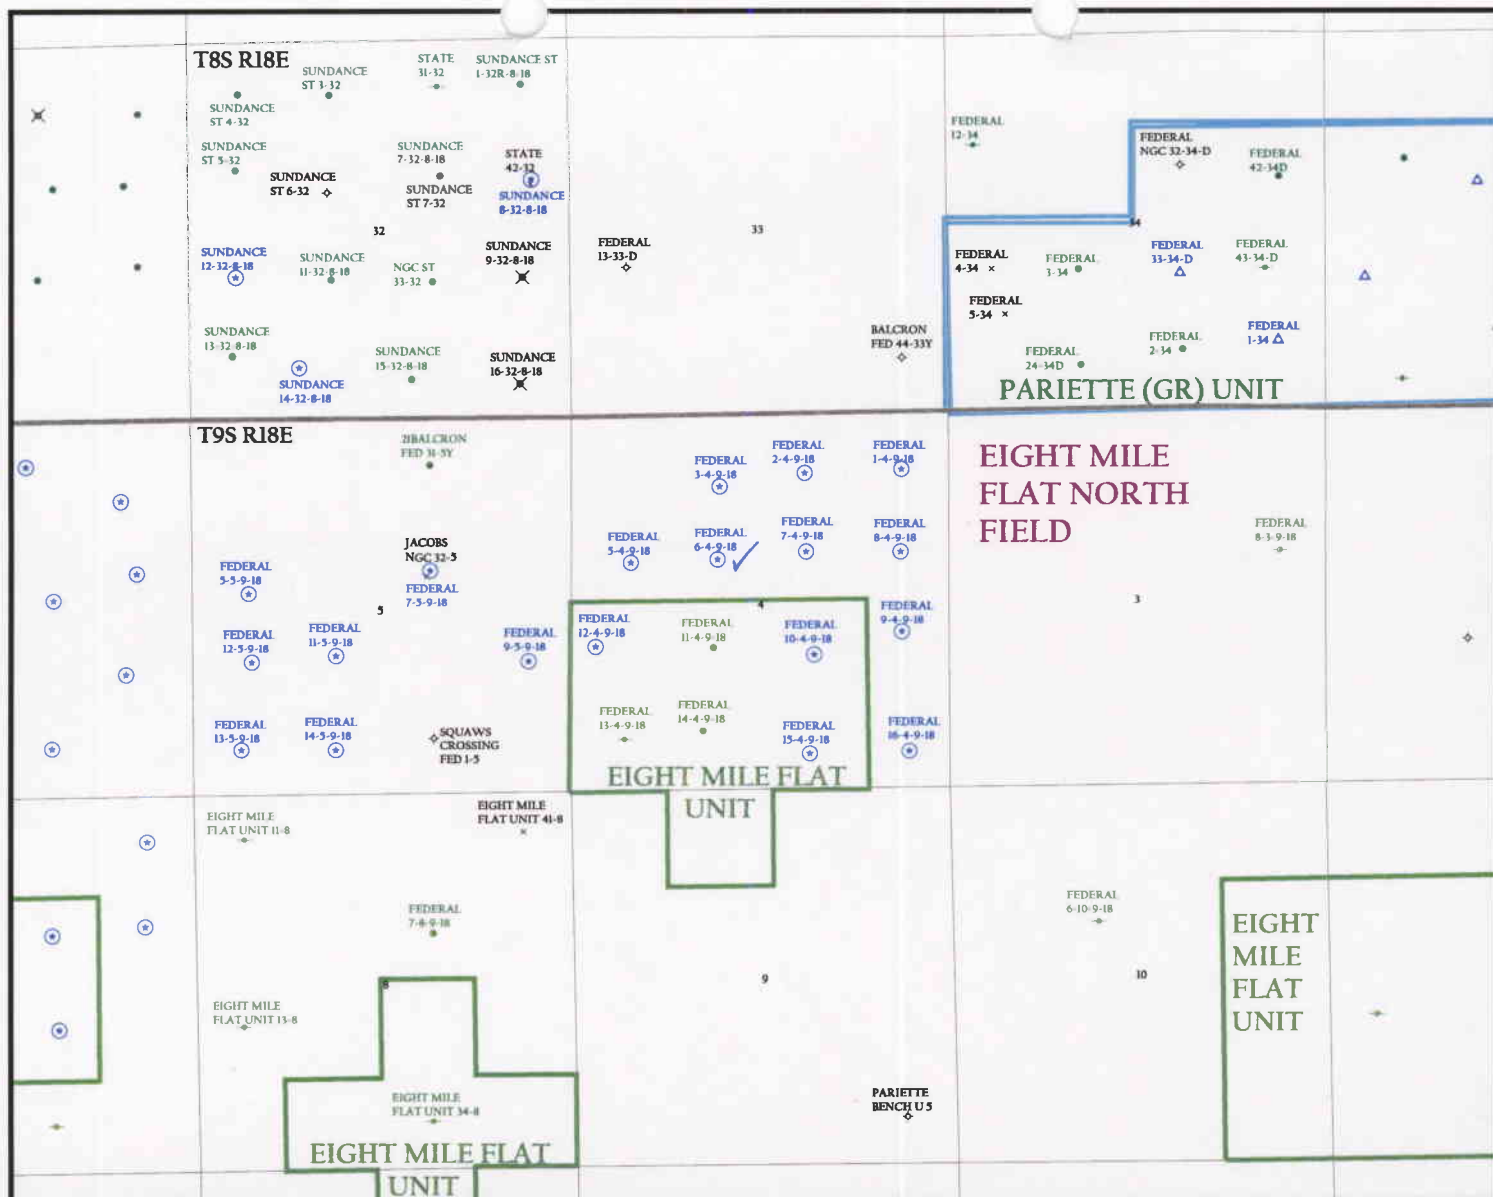 T8S R18E
SUNDANCE
ST 4-32
SUNDANCE
ST 3-32
STATE
31-32
SUNDANCE ST
1-32R-8-18
SUNDANCE
ST 5-32
SUNDANCE
ST 6-32
SUNDANCE
7-32-8-18
SUNDANCE
ST 7-32
STATE
42-32
SUNDANCE
8-32-8-18
32
SUNDANCE
12-32-8-18
SUNDANCE
11-32-8-18
NGC ST
33-32
SUNDANCE
9-32-8-18
SUNDANCE
13-32-8-18
SUNDANCE
14-32-8-18
SUNDANCE
15-32-8-18
SUNDANCE
16-32-8-18
33
FEDERAL
13-33-D
BALCRON
FED 44-33Y
FEDERAL
12-34
FEDERAL
NGC 32-34-D
FEDERAL
42-34D
34
FEDERAL
4-34
FEDERAL
3-34
FEDERAL
33-34-D
FEDERAL
43-34-D
FEDERAL
5-34
FEDERAL
24-34D
FEDERAL
2-34
FEDERAL
1-34
PARIETTE (GR) UNIT
T9S R18E
BALCRON
JACOBS
NGC 32-5
FEDERAL
7-5-9-18
FEDERAL
5-5-9-18
5
FEDERAL
12-5-9-18
FEDERAL
11-5-9-18
FEDERAL
9-5-9-18
FEDERAL
13-5-9-18
FEDERAL
14-5-9-18
SQUAWS
CROSSING
FED 1-5
FEDERAL
3-4-9-18
FEDERAL
2-4-9-18
FEDERAL
1-4-9-18
FEDERAL
5-4-9-18
FEDERAL
6-4-9-18
FEDERAL
7-4-9-18
FEDERAL
8-4-9-18
4
FEDERAL
12-4-9-18
FEDERAL
11-4-9-18
FEDERAL
10-4-9-18
FEDERAL
9-4-9-18
FEDERAL
13-4-9-18
FEDERAL
14-4-9-18
FEDERAL
15-4-9-18
FEDERAL
16-4-9-18
EIGHT MILE FLAT
UNIT
EIGHT MILE
FLAT NORTH
FIELD
FEDERAL
8-3-9-18
3
EIGHT MILE
FLAT UNIT 11-8
EIGHT MILE
FLAT UNIT 41-8
FEDERAL
7-8-9-18
8
EIGHT MILE
FLAT UNIT 13-8
EIGHT MILE
FLAT UNIT 34-8
EIGHT MILE FLAT
UNIT
9
PARIETTE
BENCH U 5
FEDERAL
6-10-9-18
10
EIGHT
MILE
FLAT
UNIT